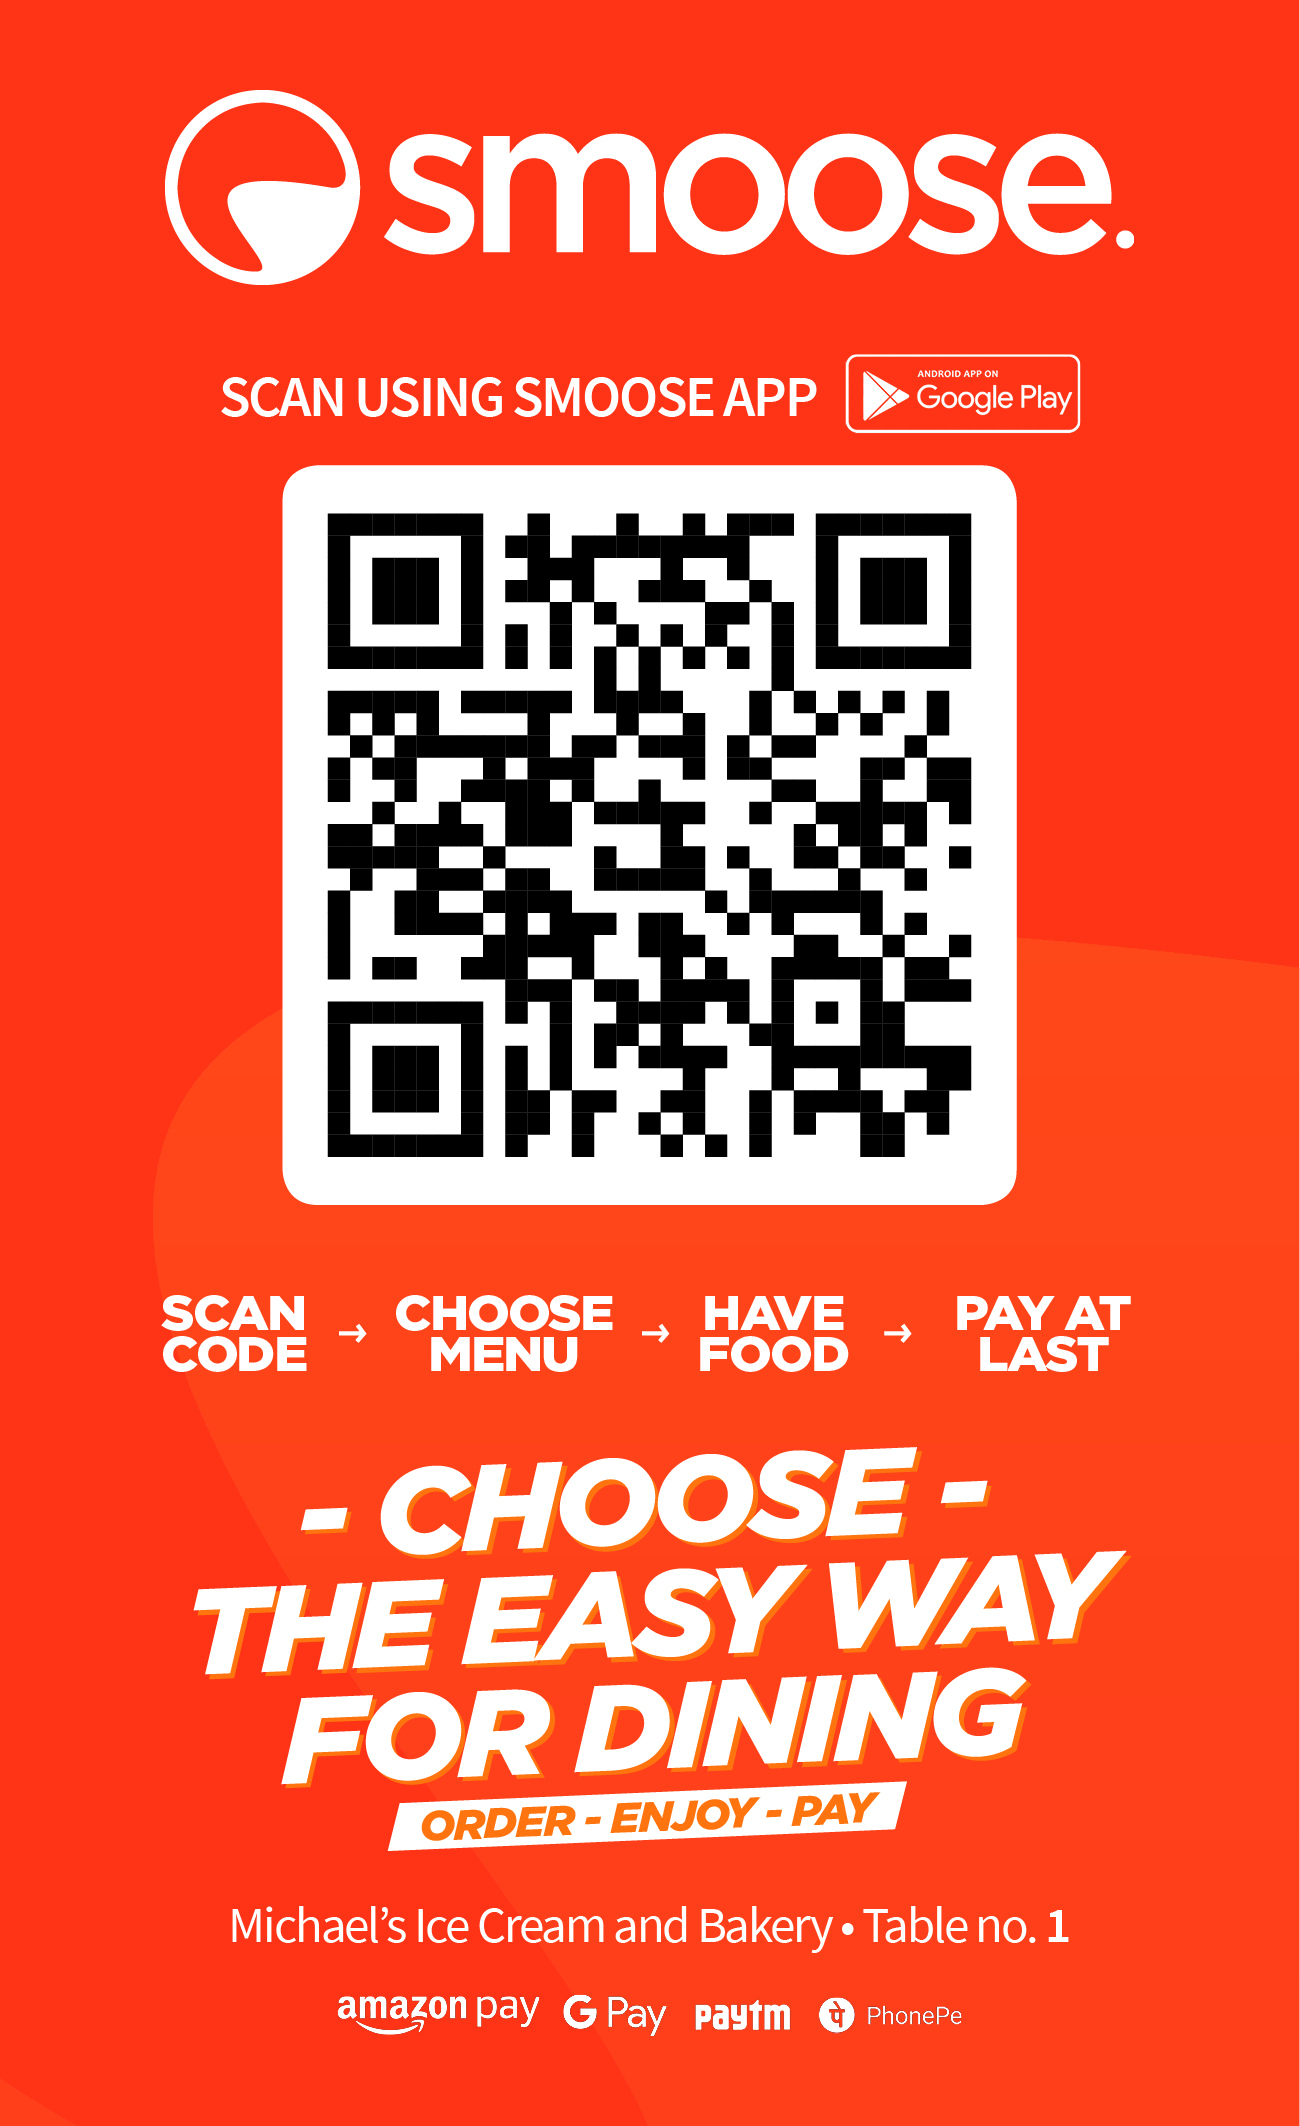 smoose.
SCAN USING SMOOSE APP
ANDROID APP ON
Google Play
SCAN CODE → CHOOSE MENU → HAVE FOOD → PAY AT LAST
- CHOOSE -
THE EASY WAY
FOR DINING
ORDER - ENJOY - PAY
Michael’s Ice Cream and Bakery • Table no. 1
amazon pay G Pay paytm पे PhonePe